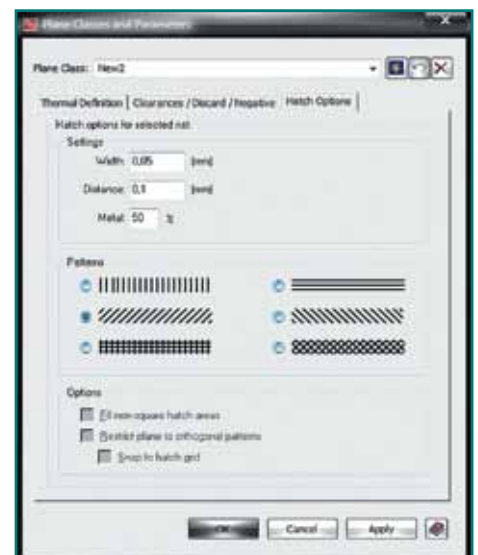 Plane Classes and Parameters
Plane Class: New2
Thermal Definition Clearances / Discard / Negative Hatch Options
Hatch options for selected net
Settings
Width 0,05 [mm]
Distance 0,1 [mm]
Metal 50 %
Patterns
Options
Fill non-square hatch areas
Restrict plane to orthogonal patterns
Snap to hatch grid
OK Cancel Apply